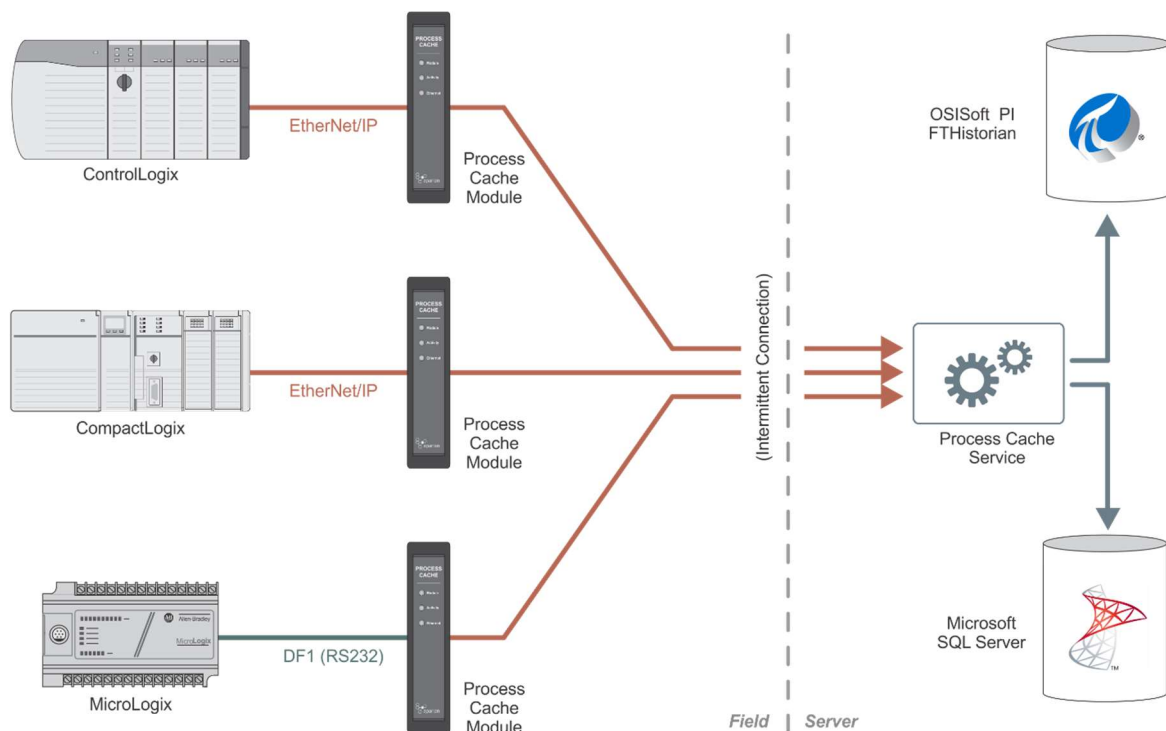 ControlLogix
EtherNet/IP
PROCESS
CACHE
Process
Cache
Module
CompactLogix
EtherNet/IP
PROCESS
CACHE
Process
Cache
Module
Allen-Bradley
MicroLogix
MicroLogix
DF1 (RS232)
PROCESS
CACHE
Process
Cache
Module
(Intermittent Connection)
Field
Server
Process Cache
Service
OSISoft PI
FTHistorian
®
Microsoft
SQL Server
TM